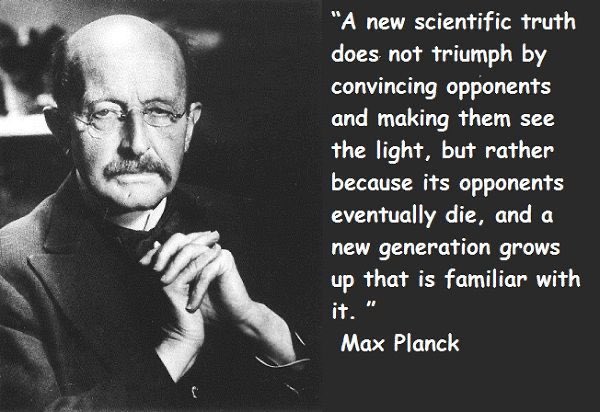 “A new scientific truth
does not triumph by
convincing opponents
and making them see
the light, but rather
because its opponents
eventually die, and a
new generation grows
up that is familiar with
it. ”
Max Planck